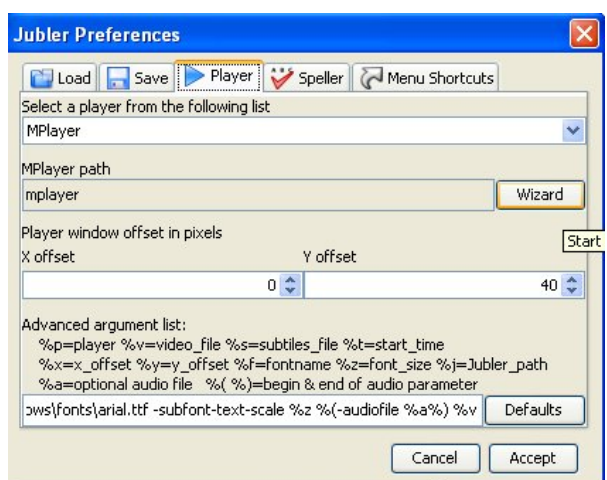 Jubler Preferences
Load Save Player Speller Menu Shortcuts
Select a player from the following list
MPlayer
MPlayer path
mplayer Wizard
Player window offset in pixels
Start
X offset Y offset
0 40
Advanced argument list:
%p=player %v=video_file %s=subtiles_file %t=start_time
%x=x_offset %y=y_offset %f=fontname %z=font_size %j=Jubler_path
%a=optional audio file %( %)=begin & end of audio parameter
ows\fonts\arial.ttf -subfont-text-scale %z %(-audiofile %a%) %v Defaults
Cancel Accept